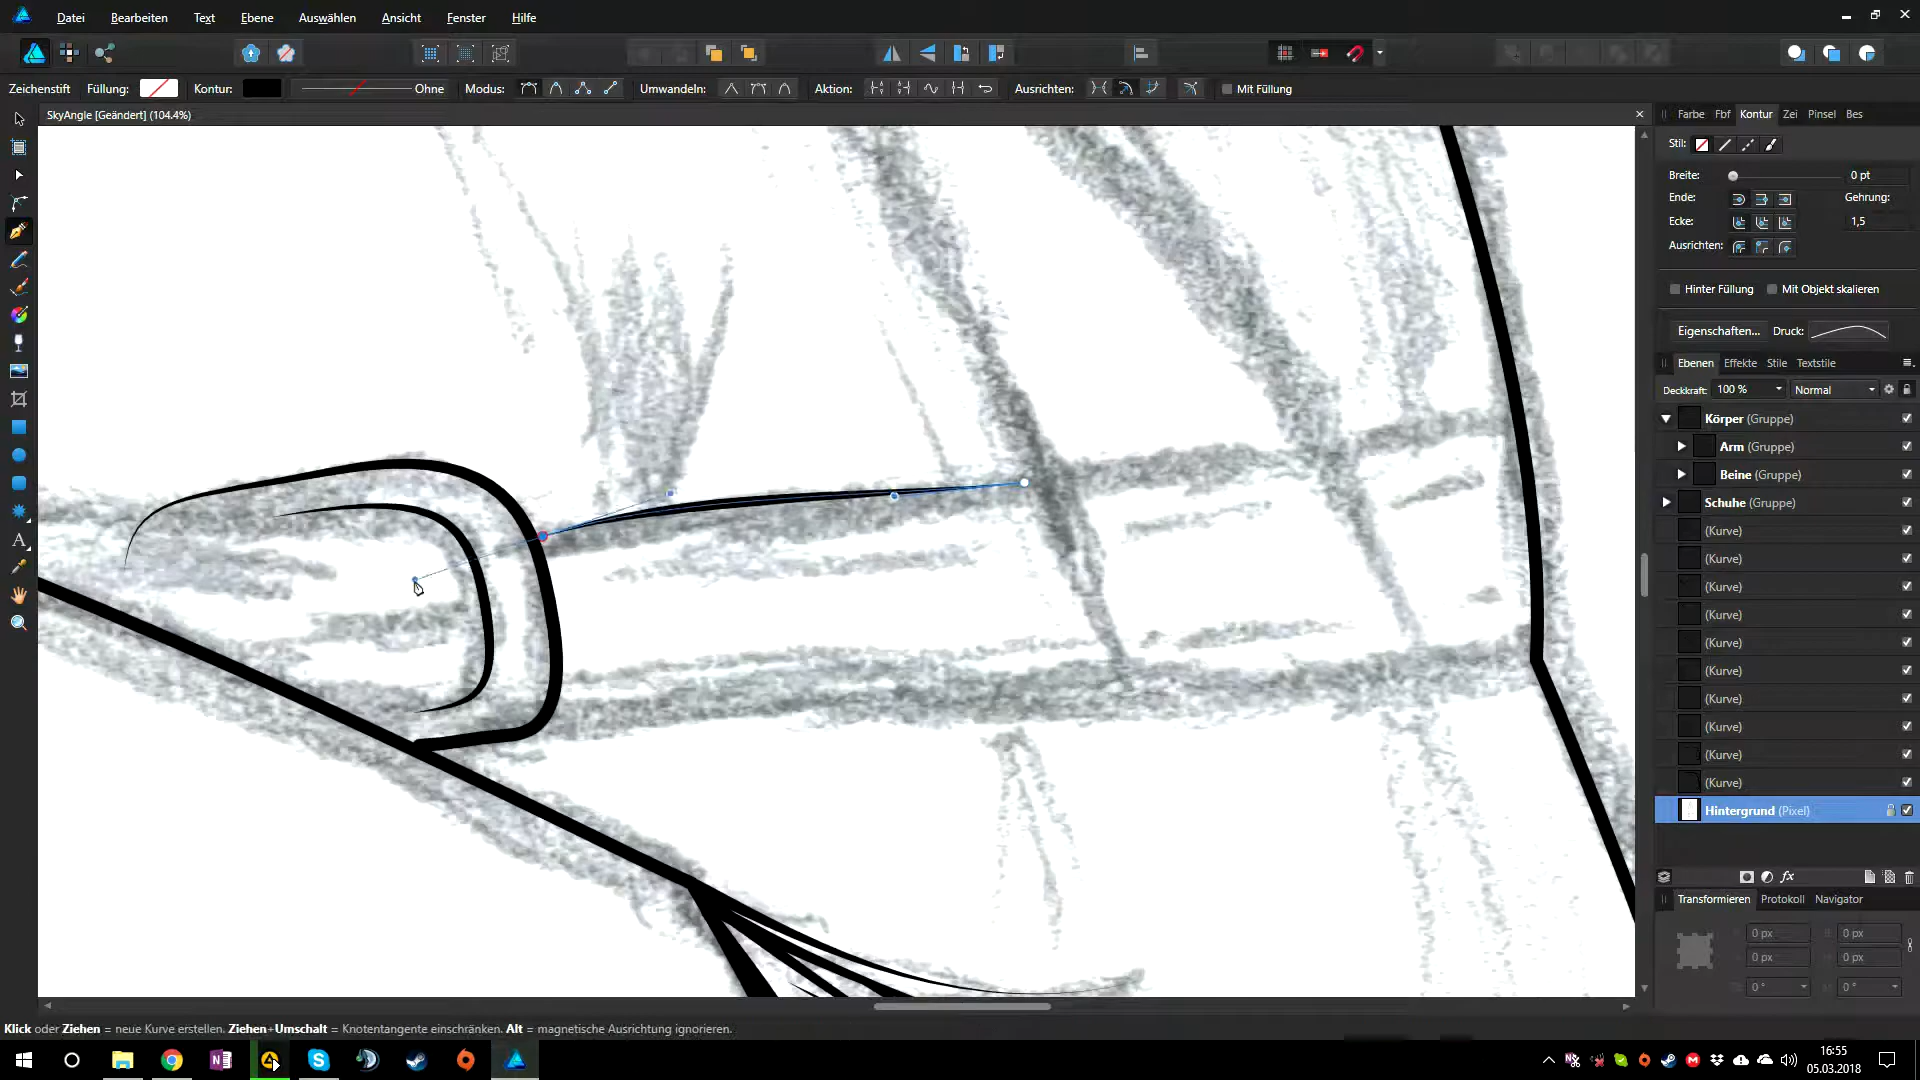 Datei Bearbeiten Text Ebene Auswählen Ansicht Fenster Hilfe
Zeichenstift Füllung: Kontur: Ohne Modus: Umwandeln: Aktion: Ausrichten: Mit Füllung
SkyAngle [Geändert] (104.4%)
Farbe Fbf Kontur Zei Pinsel Bes
Stil:
Breite: 0 pt
Ende: Gehrung:
Ecke: 1,5
Ausrichten:
Hinter Füllung Mit Objekt skalieren
Eigenschaften... Druck:
Ebenen Effekte Stile Textstile
Deckkraft: 100 % Normal
Körper (Gruppe)
Arm (Gruppe)
Beine (Gruppe)
Schuhe (Gruppe)
(Kurve)
(Kurve)
(Kurve)
(Kurve)
(Kurve)
(Kurve)
(Kurve)
(Kurve)
(Kurve)
(Kurve)
Hintergrund (Pixel)
fx
Transformieren Protokoll Navigator
0 px 0 px
0 px 0 px
0 ° 0 °
Klick oder Ziehen = neue Kurve erstellen. Ziehen+Umschalt = Knotentangente einschränken. Alt = magnetische Ausrichtung ignorieren.
16:55
05.03.2018